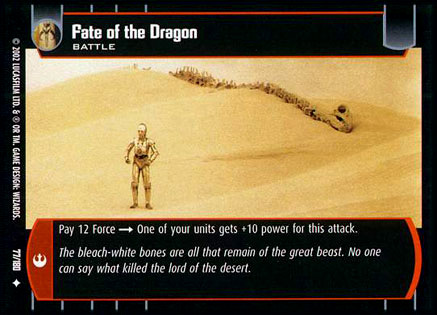 Fate of the Dragon
BATTLE
Pay 12 Force → One of your units gets +10 power for this attack.
The bleach-white bones are all that remain of the great beast. No one
can say what killed the lord of the desert.
© 2002 LUCASFILM LTD. & ® OR TM. GAME DESIGN: WIZARDS.
77/180